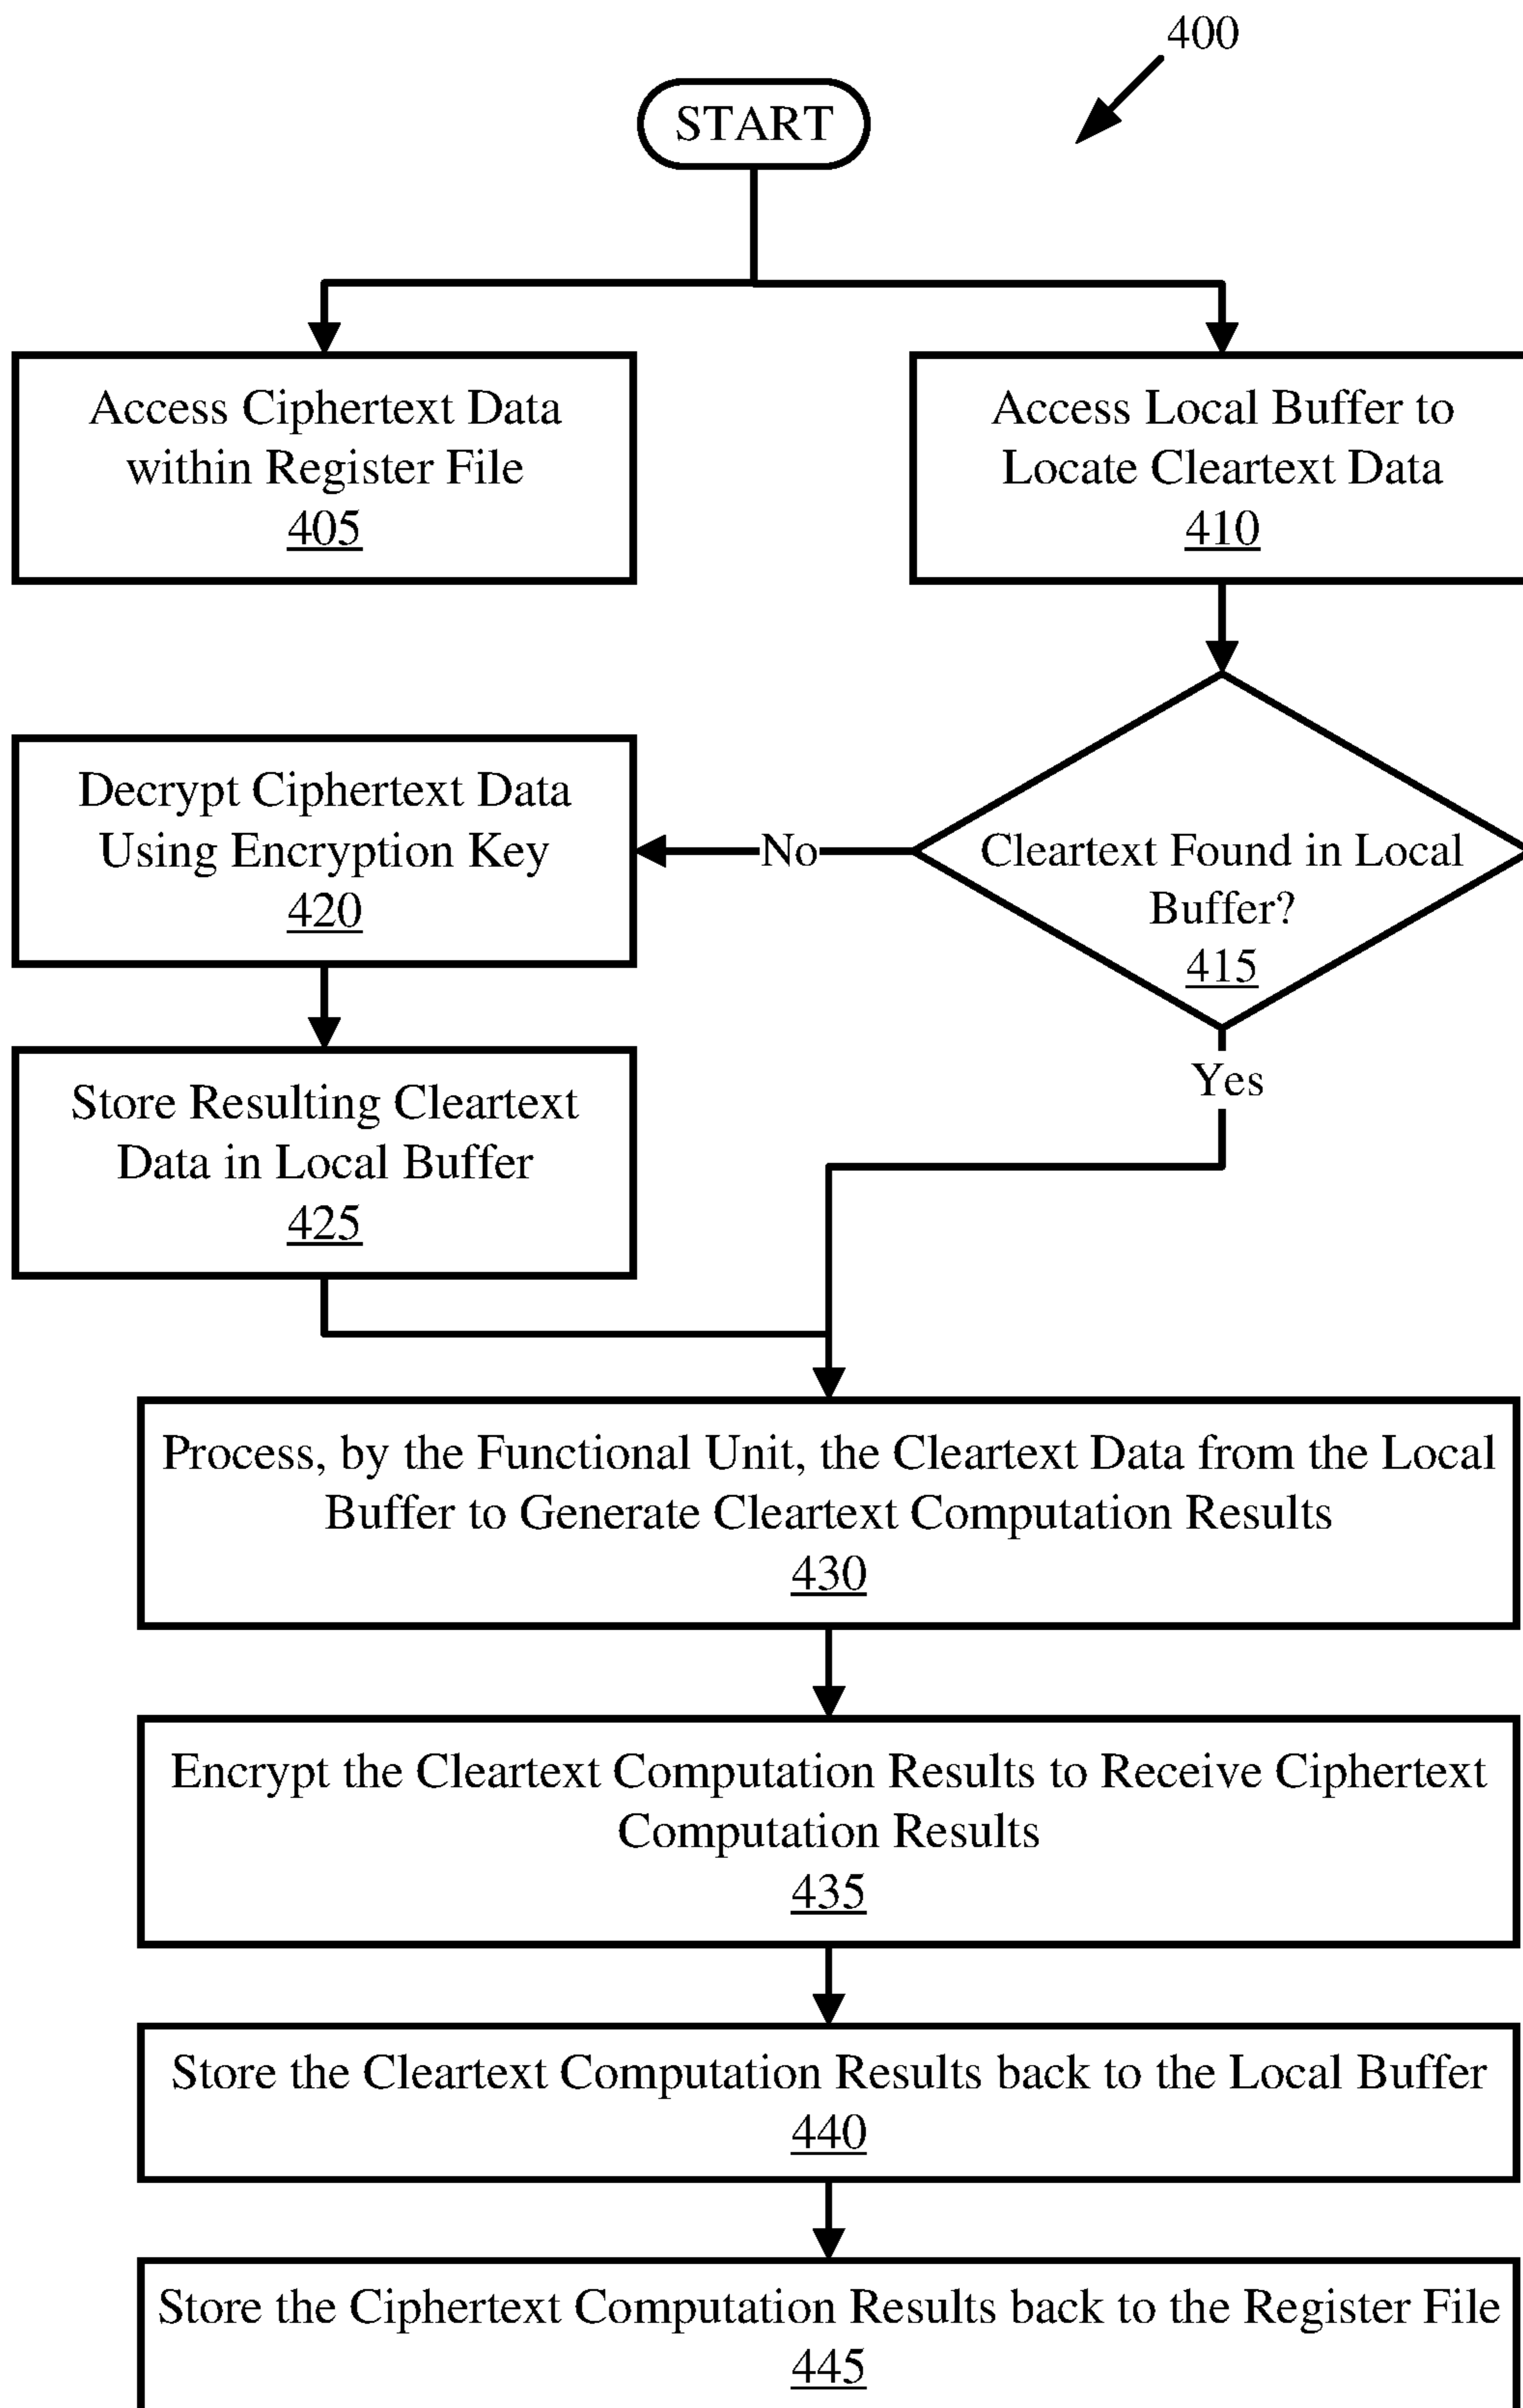 400
START
Access Ciphertext Data
within Register File
405
Access Local Buffer to
Locate Cleartext Data
410
Cleartext Found in Local
Buffer?
415
No
Decrypt Ciphertext Data
Using Encryption Key
420
Yes
Store Resulting Cleartext
Data in Local Buffer
425
Process, by the Functional Unit, the Cleartext Data from the Local
Buffer to Generate Cleartext Computation Results
430
Encrypt the Cleartext Computation Results to Receive Ciphertext
Computation Results
435
Store the Cleartext Computation Results back to the Local Buffer
440
Store the Ciphertext Computation Results back to the Register File
445